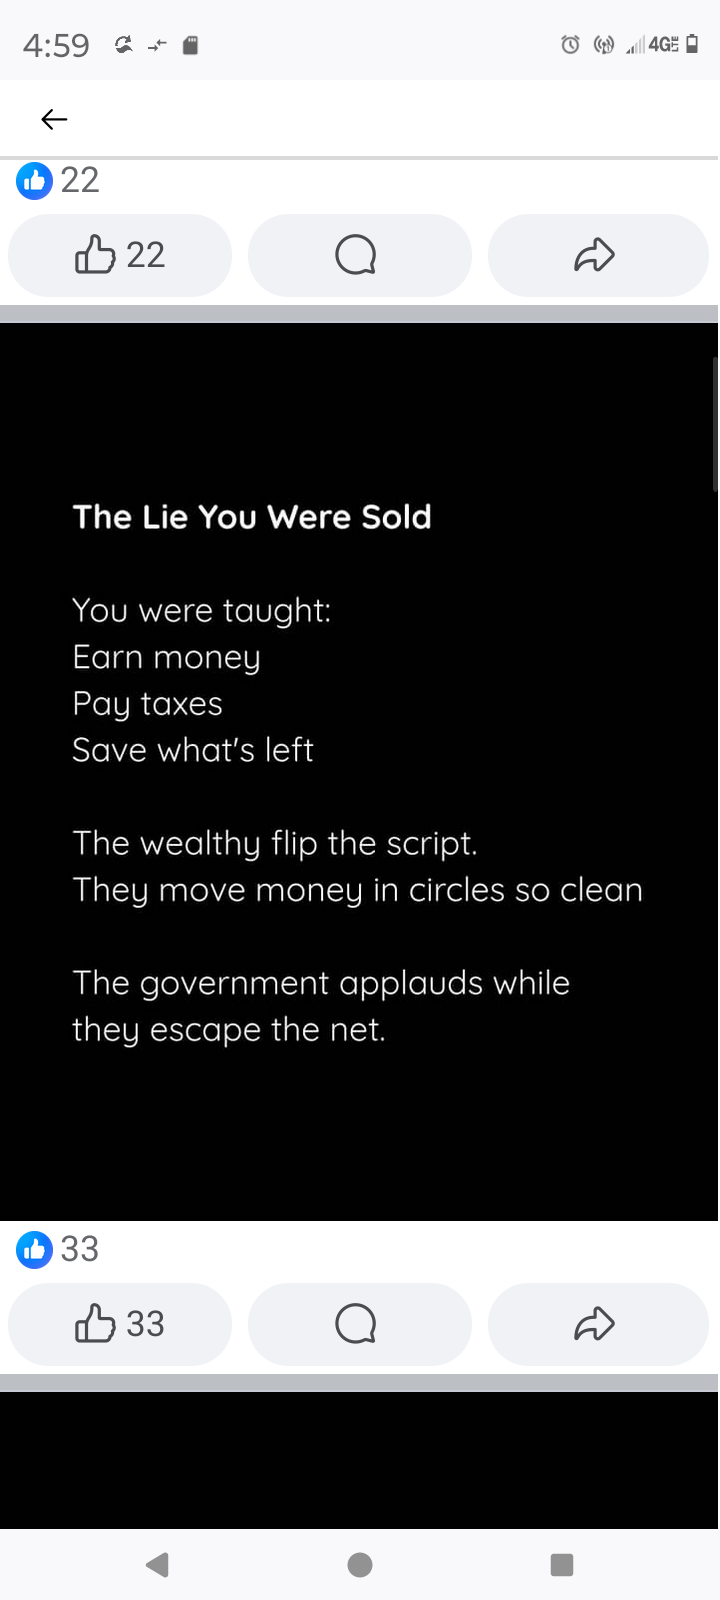 4:59 4G LTE
22
22
The Lie You Were Sold
You were taught:
Earn money
Pay taxes
Save what's left
The wealthy flip the script.
They move money in circles so clean
The government applauds while
they escape the net.
33
33